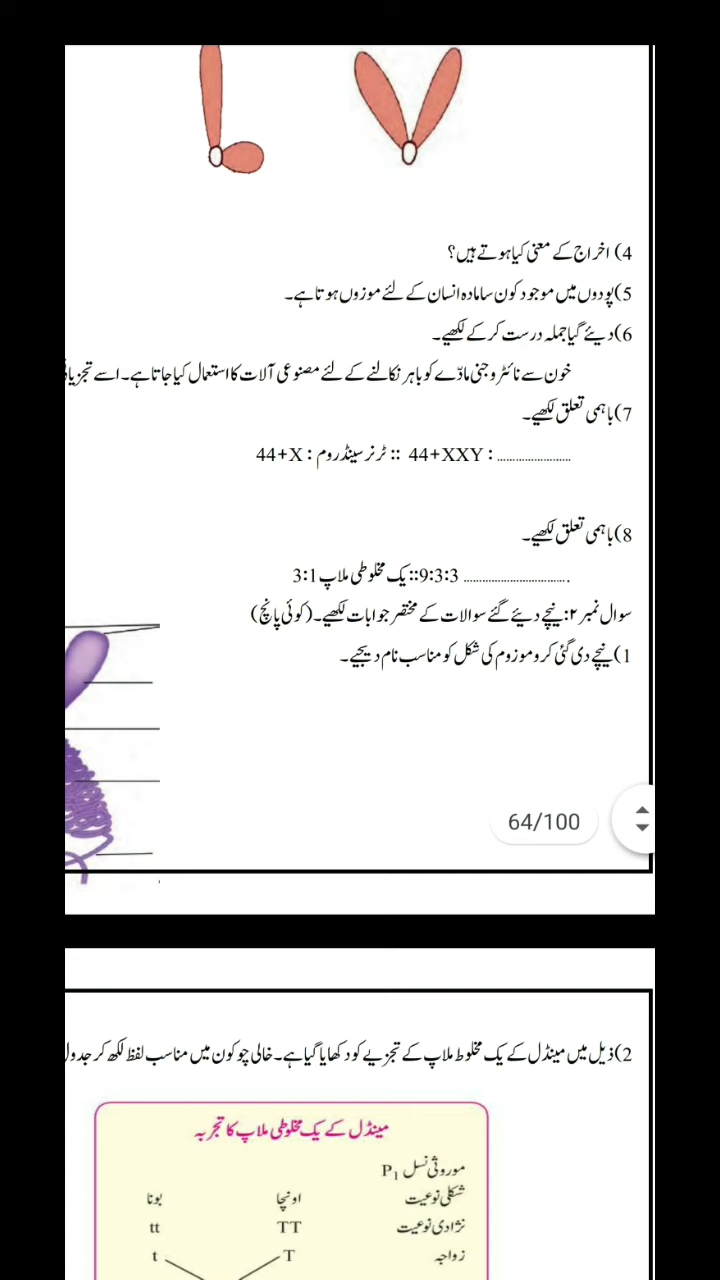 4) اخراج کے معنی کیا ہوتے ہیں؟
5) پودوں میں موجود کون سا مادہ انسان کے لئے موزوں ہوتا ہے۔
6) دیئے گیا جملہ درست کر کے لکھیے۔
خون سے نائٹروجنی مادّے کو باہر نکالنے کے لئے مصنوعی آلات کا استعمال کیا جاتا ہے۔ اسے
7) باہمی تعلق لکھیے۔
...................... : 44+XXY :: ٹرنر سینڈروم : 44+X
8) باہمی تعلق لکھیے۔
................................ 9:3:3:: یک مخلوطی ملاپ 3:1
سوال نمبر ۲: نیچے دیئے گئے سوالات کے مختصر جوابات لکھیے۔ (کوئی پانچ)
1) نیچے دی گئی کروموزوم کی شکل کو مناسب نام دیجیے۔
64/100
2) ذیل میں مینڈل کے یک مخلوط ملاپ کے تجزیے کو دکھایا گیا ہے۔ خالی چوکون میں مناسب لفظ لکھ کر جدول
مینڈل کے یک مخلوطی ملاپ کا تجربہ
موروثی نسل P₁
شکلی نوعیت اونچا بونا
نژادی نوعیت TT tt
زواجہ T t